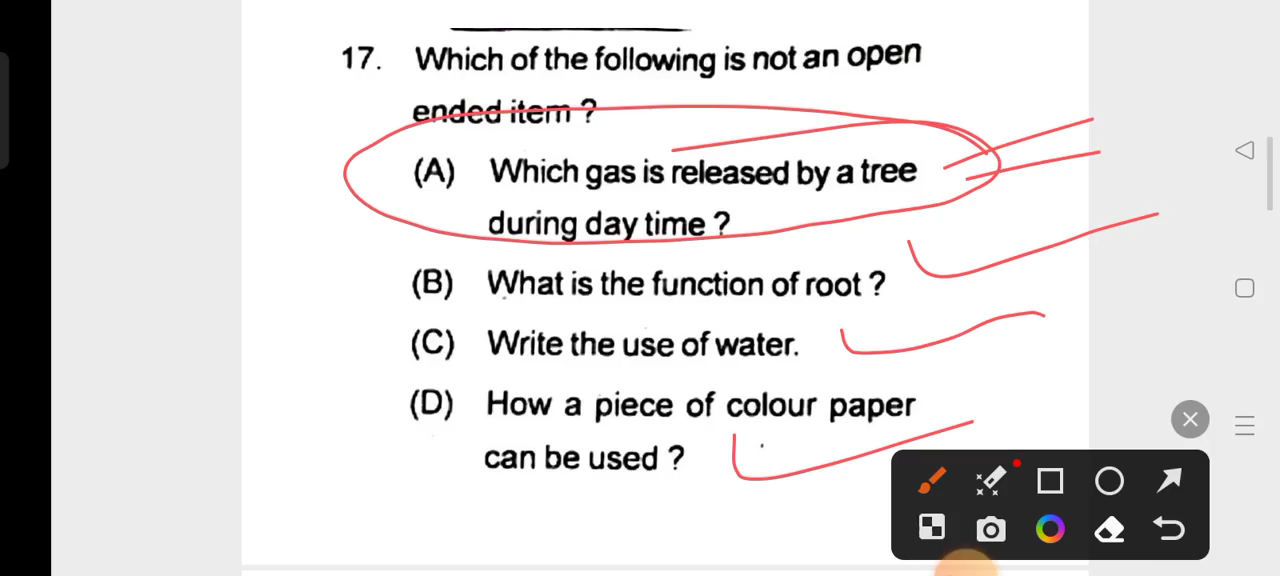 17. Which of the following is not an open
ended item ?
(A) Which gas is released by a tree
during day time ?
(B) What is the function of root ?
(C) Write the use of water.
(D) How a piece of colour paper
can be used ?